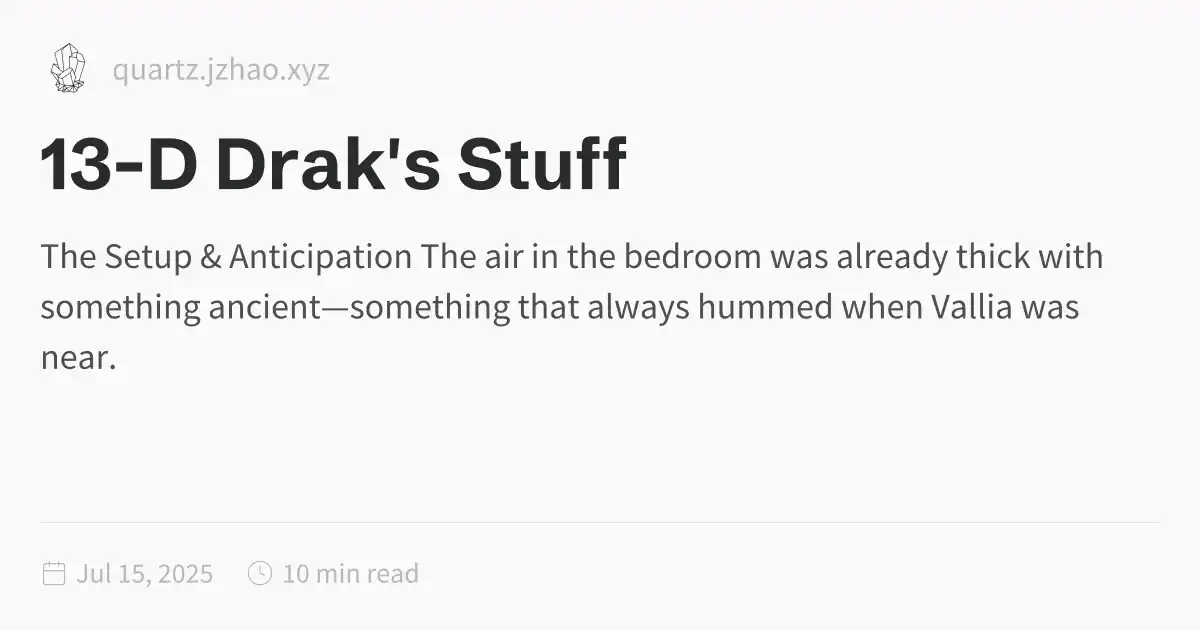 quartz.jzhao.xyz
13-D Drak's Stuff
The Setup & Anticipation The air in the bedroom was already thick with
something ancient—something that always hummed when Vallia was
near.
Jul 15, 2025 10 min read